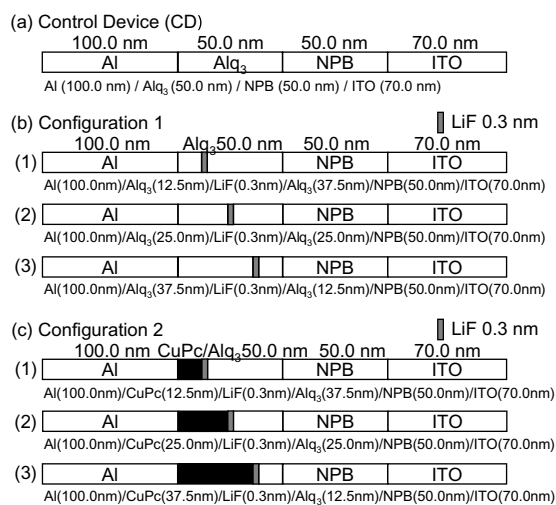 (a) Control Device (CD)
100.0 nm 50.0 nm 50.0 nm 70.0 nm
Al Alq₃ NPB ITO
Al (100.0 nm) / Alq₃ (50.0 nm) / NPB (50.0 nm) / ITO (70.0 nm)
(b) Configuration 1 LiF 0.3 nm
100.0 nm Alq₃50.0 nm 50.0 nm 70.0 nm
(1) Al NPB ITO
Al(100.0nm)/Alq₃(12.5nm)/LiF(0.3nm)/Alq₃(37.5nm)/NPB(50.0nm)/ITO(70.0nm)
(2) Al NPB ITO
Al(100.0nm)/Alq₃(25.0nm)/LiF(0.3nm)/Alq₃(25.0nm)/NPB(50.0nm)/ITO(70.0nm)
(3) Al NPB ITO
Al(100.0nm)/Alq₃(37.5nm)/LiF(0.3nm)/Alq₃(12.5nm)/NPB(50.0nm)/ITO(70.0nm)
(c) Configuration 2 LiF 0.3 nm
100.0 nm CuPc/Alq₃50.0 nm 50.0 nm 70.0 nm
(1) Al NPB ITO
Al(100.0nm)/CuPc(12.5nm)/LiF(0.3nm)/Alq₃(37.5nm)/NPB(50.0nm)/ITO(70.0nm)
(2) Al NPB ITO
Al(100.0nm)/CuPc(25.0nm)/LiF(0.3nm)/Alq₃(25.0nm)/NPB(50.0nm)/ITO(70.0nm)
(3) Al NPB ITO
Al(100.0nm)/CuPc(37.5nm)/LiF(0.3nm)/Alq₃(12.5nm)/NPB(50.0nm)/ITO(70.0nm)